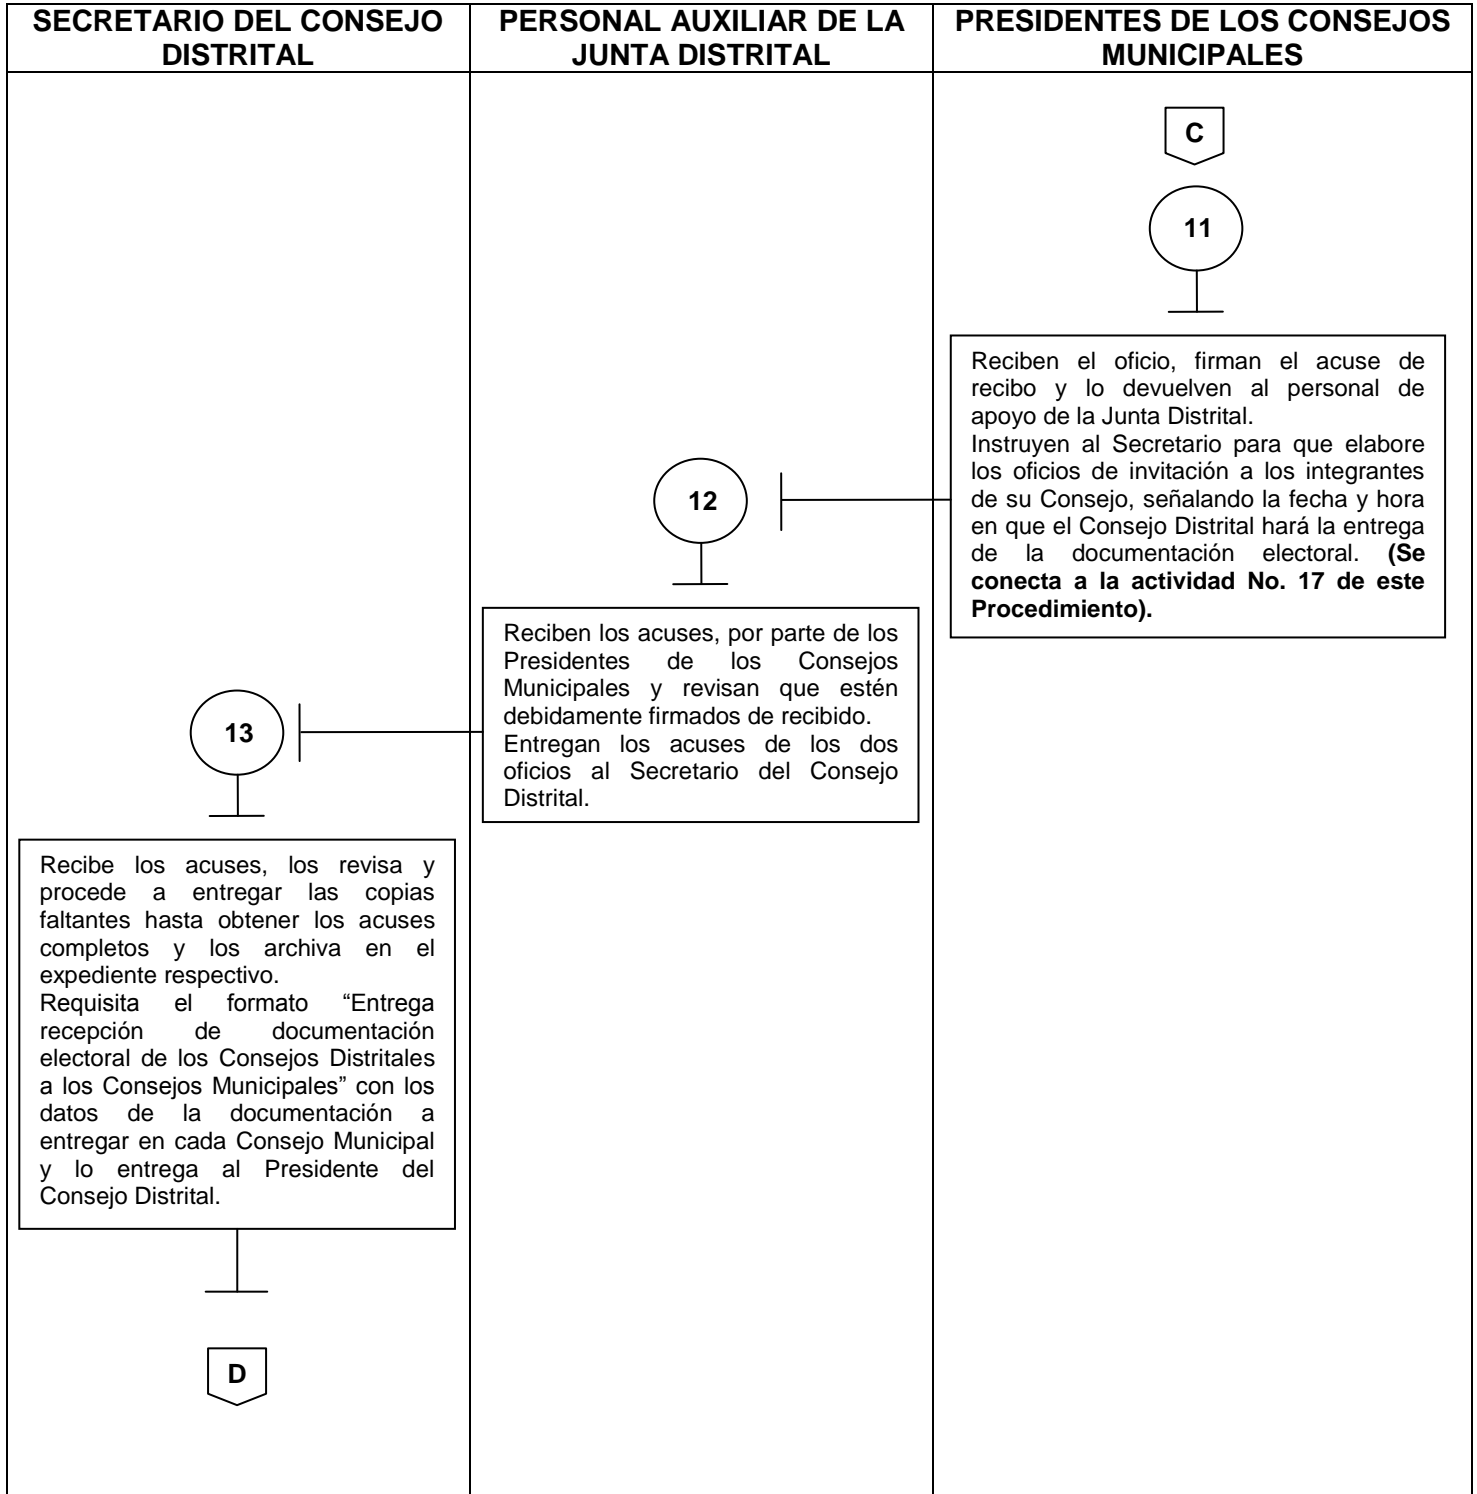 SECRETARIO DEL CONSEJO
DISTRITAL
PERSONAL AUXILIAR DE LA
JUNTA DISTRITAL
PRESIDENTES DE LOS CONSEJOS
MUNICIPALES
C
11
Reciben el oficio, firman el acuse de
recibo y lo devuelven al personal de
apoyo de la Junta Distrital.
Instruyen al Secretario para que elabore
los oficios de invitación a los integrantes
de su Consejo, señalando la fecha y hora
en que el Consejo Distrital hará la entrega
de la documentación electoral. (Se
conecta a la actividad No. 17 de este
Procedimiento).
12
Reciben los acuses, por parte de los
Presidentes de los Consejos
Municipales y revisan que estén
debidamente firmados de recibido.
Entregan los acuses de los dos
oficios al Secretario del Consejo
Distrital.
13
Recibe los acuses, los revisa y
procede a entregar las copias
faltantes hasta obtener los acuses
completos y los archiva en el
expediente respectivo.
Requisita el formato “Entrega
recepción de documentación
electoral de los Consejos Distritales
a los Consejos Municipales” con los
datos de la documentación a
entregar en cada Consejo Municipal
y lo entrega al Presidente del
Consejo Distrital.
D